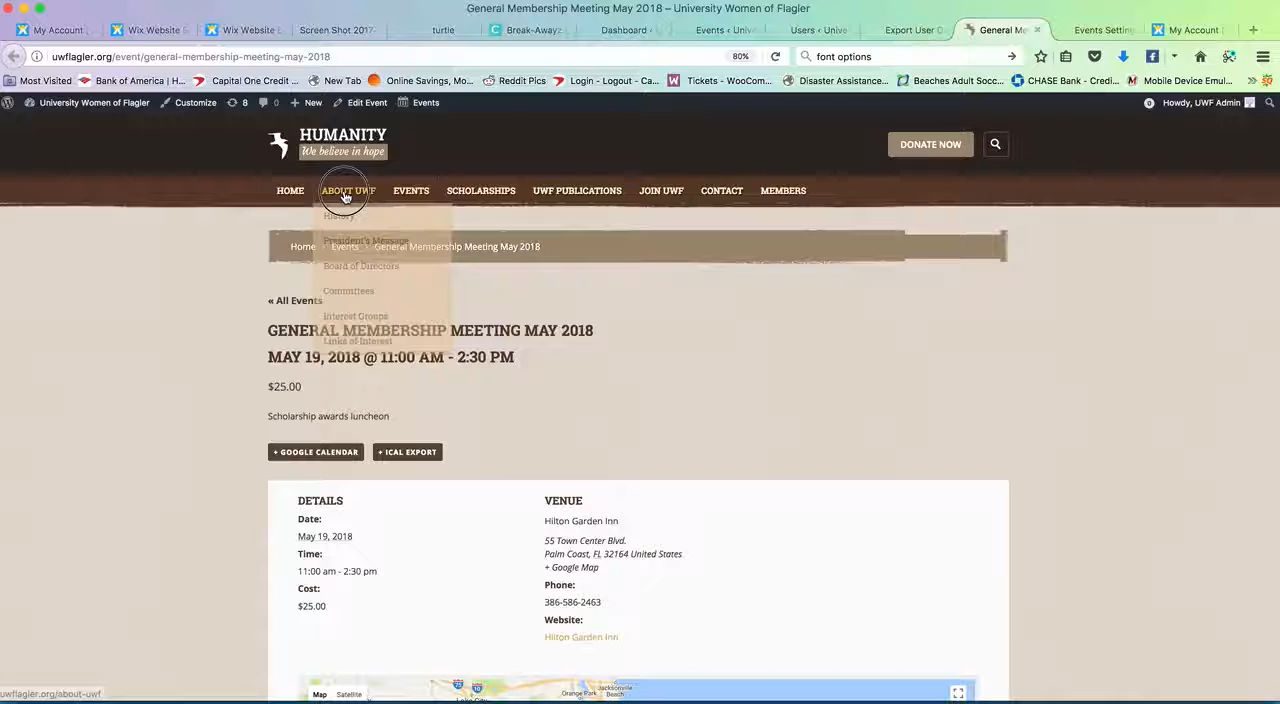 General Membership Meeting May 2018 – University Women of Flagler
My Account
Wix Website
Wix Website
Screen Shot 2017-
turtle
Break-Awayz
Dashboard
Events ‹ Unive
Users ‹ Unive
Export User D
General Me
Events Setting
My Account
uwflagler.org/event/general-membership-meeting-may-2018
80%
font options
Most Visited
Bank of America | H...
Capital One Credit ...
New Tab
Online Savings, Mo...
Reddit Pics
Login - Logout - Ca...
Tickets - WooCom...
Disaster Assistance...
Beaches Adult Socc...
CHASE Bank - Credi...
Mobile Device Emul...
University Women of Flagler
Customize
8
0
New
Edit Event
Events
0
Howdy, UWF Admin
HUMANITY
We believe in hope
DONATE NOW
HOME
ABOUT UWF
EVENTS
SCHOLARSHIPS
UWF PUBLICATIONS
JOIN UWF
CONTACT
MEMBERS
History
President's Message
Board of Directors
Committees
Interest Groups
Links of Interest
Home
Events
General Membership Meeting May 2018
« All Events
GENERAL MEMBERSHIP MEETING MAY 2018
MAY 19, 2018 @ 11:00 AM - 2:30 PM
$25.00
Scholarship awards luncheon
+ GOOGLE CALENDAR
+ ICAL EXPORT
DETAILS
Date:
May 19, 2018
Time:
11:00 am - 2:30 pm
Cost:
$25.00
VENUE
Hilton Garden Inn
55 Town Center Blvd.
Palm Coast, FL 32164 United States
+ Google Map
Phone:
386-586-2463
Website:
Hilton Garden Inn
Map
Satellite
Lake City
Orange Park
Jacksonville
Beach
uwflagler.org/about-uwf